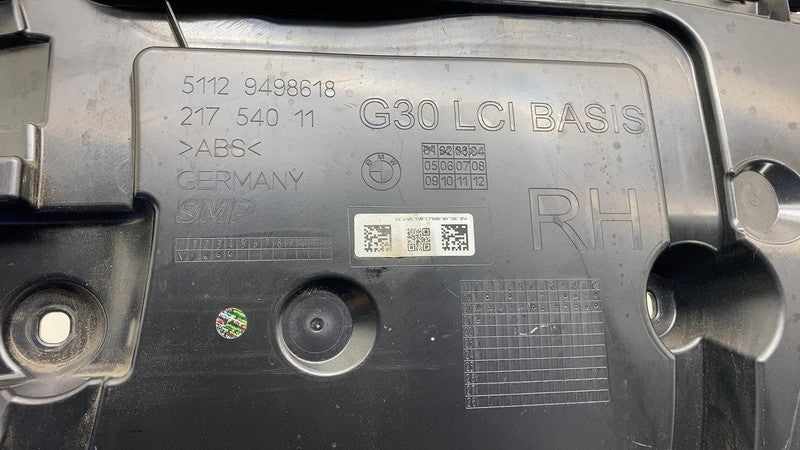 5112 9498618
217 540 11
>ABS<
GERMANY
SMP
G30 LCI BASIS
BMW
01 02 03 04
05 06 07 08
09 10 11 12
RH